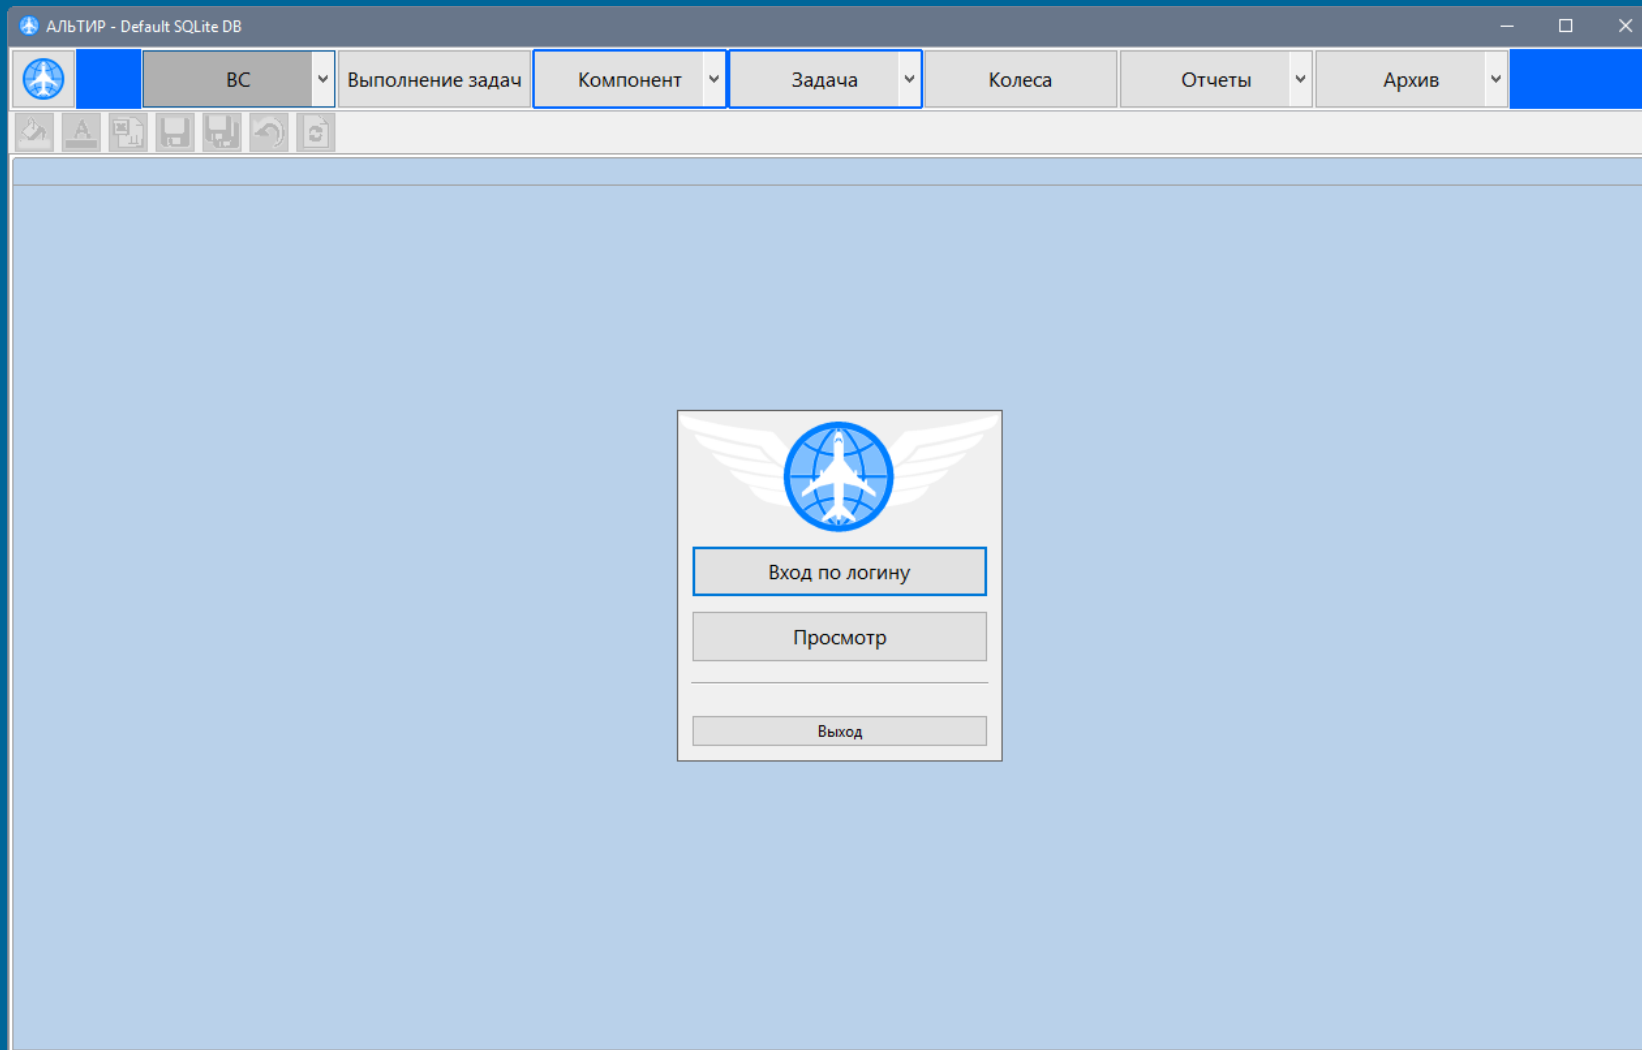 АЛЬТИР - Default SQLite DB
ВС
Выполнение задач
Компонент
Задача
Колеса
Отчеты
Архив
Вход по логину
Просмотр
Выход